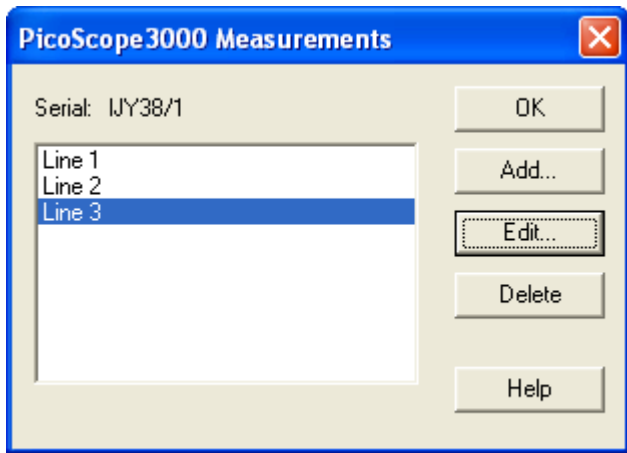 PicoScope3000 Measurements
Serial: IJY38/1
OK
Line 1
Line 2
Line 3
Add...
Edit...
Delete
Help